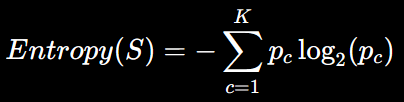 Entropy(S) = − ∑_{c=1}^{K} p_c log_2(p_c)